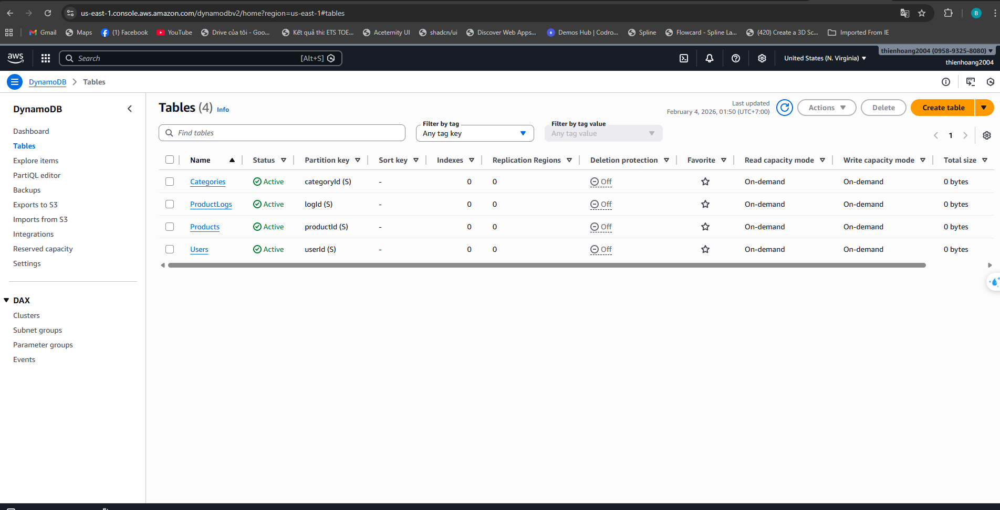 us-east-1.console.aws.amazon.com/dynamodbv2/home?region=us-east-1#tables
B
Gmail Maps (1) Facebook YouTube Drive của tôi - Goo... Kết quả thi: ETS TOE... Aceternity UI shadcn/ui Discover Web Apps... Demos Hub | Codro... Spline Flowcard - Spline La... (420) Create a 3D Sc... Imported From IE
aws Search [Alt+S] United States (N. Virginia) thienhoang2004 (0958-9325-8080)
thienhoang2004
DynamoDB Tables
DynamoDB
Dashboard
Tables
Explore items
PartiQL editor
Backups
Exports to S3
Imports from S3
Integrations
Reserved capacity
Settings
DAX
Clusters
Subnet groups
Parameter groups
Events
Tables (4) Info
Last updated
February 4, 2026, 01:50 (UTC+7:00)
Actions Delete Create table
Find tables
Filter by tag
Any tag key
Filter by tag value
Any tag value
1
Name Status Partition key Sort key Indexes Replication Regions Deletion protection Favorite Read capacity mode Write capacity mode Total size
Categories Active categoryId (S) - 0 0 Off On-demand On-demand 0 bytes
ProductLogs Active logId (S) - 0 0 Off On-demand On-demand 0 bytes
Products Active productId (S) - 0 0 Off On-demand On-demand 0 bytes
Users Active userId (S) - 0 0 Off On-demand On-demand 0 bytes